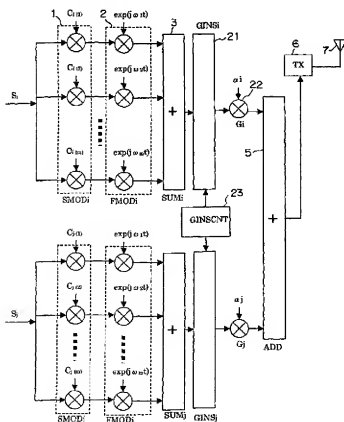 1
2
3
21
GINSi
6
7
TX
Ci(1)
exp(jω1t)
Ci(2)
exp(jω2t)
Si
+
αi
22
Gi
Ci(m)
exp(jωmt)
5
SMODi
FMODi
SUMi
23
GINSCNT
+
Cj(1)
exp(jω1t)
Cj(2)
exp(jω2t)
Sj
+
αj
Gj
ADD
Cj(m)
exp(jωmt)
SMODj
FMODj
SUMj
GINSj